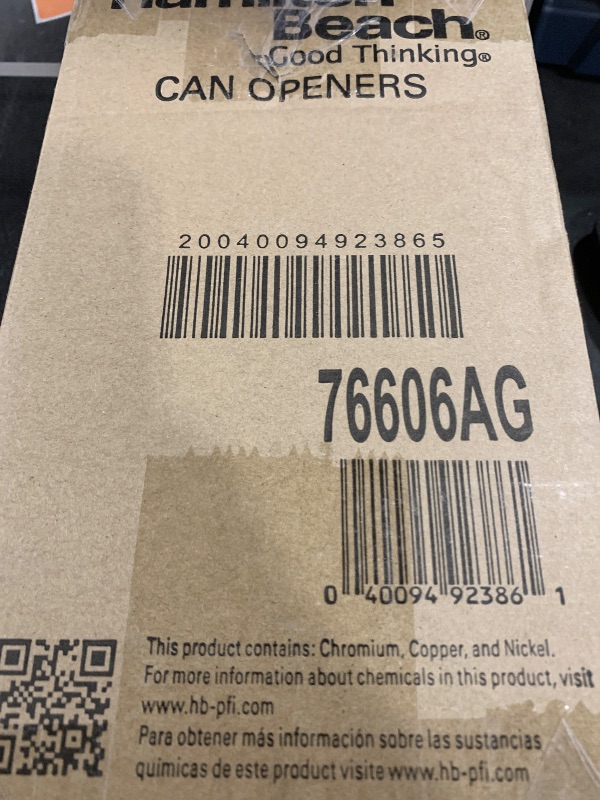 Hamilton
Beach®
Good Thinking®
CAN OPENERS
20040094923865
76606AG
0 40094 92386 1
This product contains: Chromium, Copper, and Nickel.
For more information about chemicals in this product, visit
www.hb-pfi.com
Para obtener más información sobre las sustancias
químicas de este product visite www.hb-pfi.com